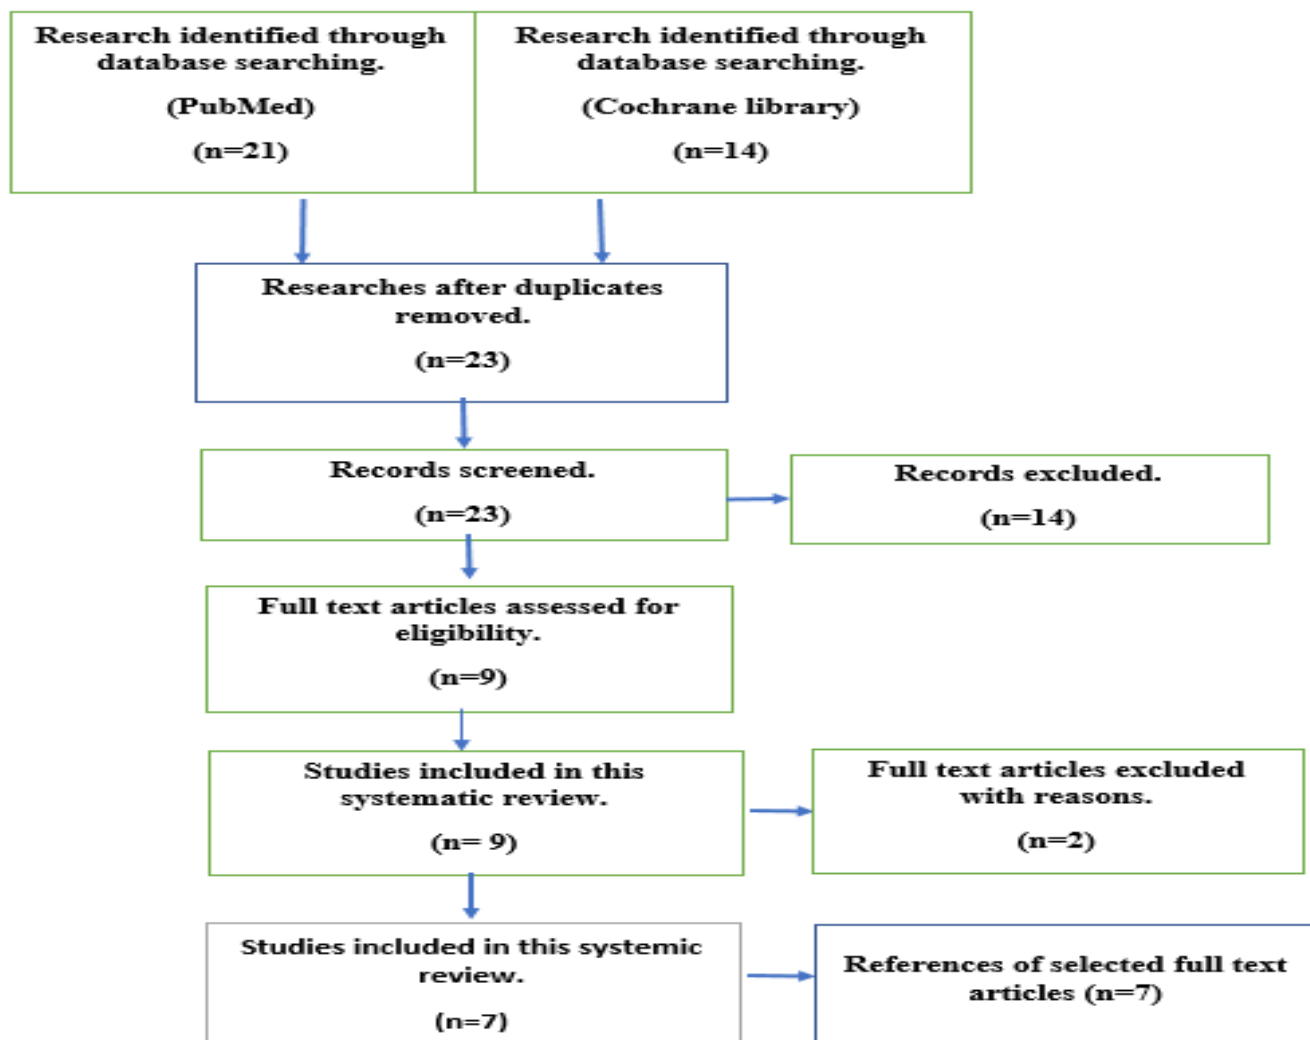 Research identified through
database searching.
(PubMed)
(n=21)
Research identified through
database searching.
(Cochrane library)
(n=14)
Researches after duplicates
removed.
(n=23)
Records screened.
(n=23)
Records excluded.
(n=14)
Full text articles assessed for
eligibility.
(n=9)
Studies included in this
systematic review.
(n= 9)
Full text articles excluded
with reasons.
(n=2)
Studies included in this systemic
review.
(n=7)
References of selected full text
articles (n=7)